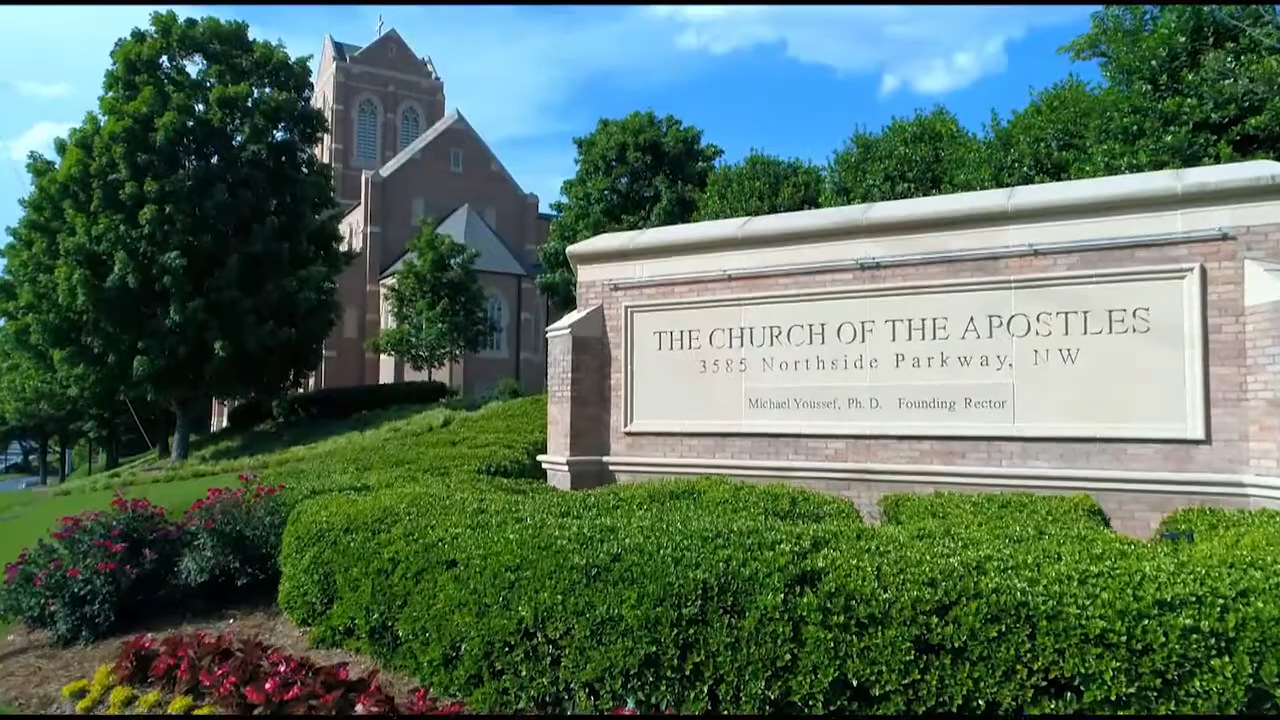 THE CHURCH OF THE APOSTLES
3585 Northside Parkway, NW
Michael Youssef, Ph. D. Founding Rector